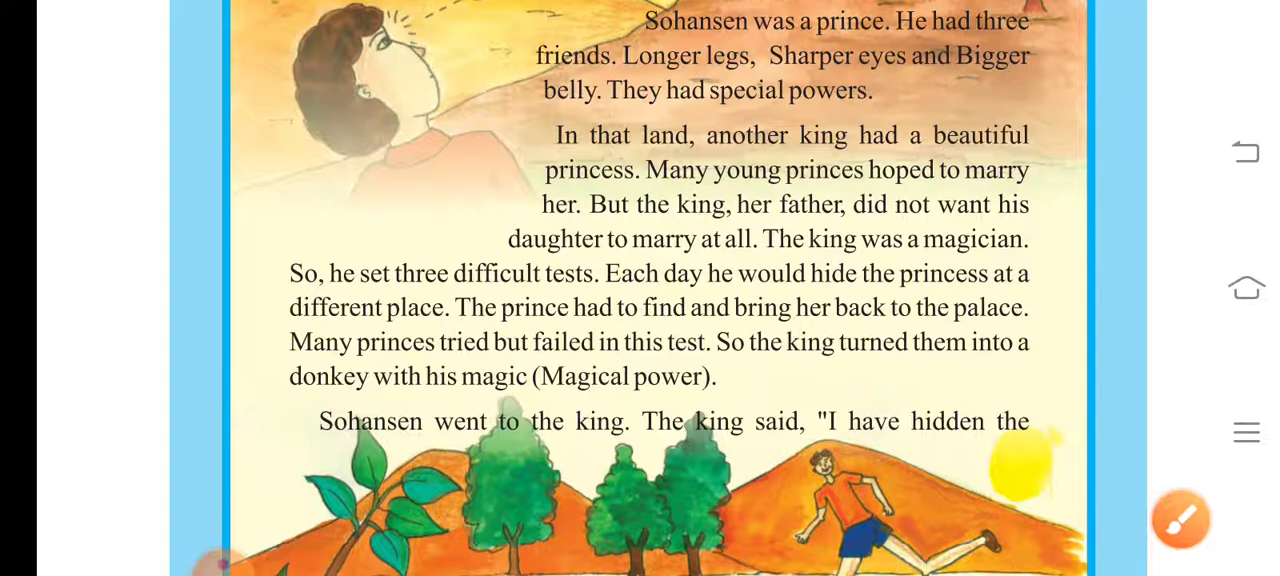 Sohansen was a prince. He had three
friends. Longer legs, Sharper eyes and Bigger
belly. They had special powers.
In that land, another king had a beautiful
princess. Many young princes hoped to marry
her. But the king, her father, did not want his
daughter to marry at all. The king was a magician.
So, he set three difficult tests. Each day he would hide the princess at a
different place. The prince had to find and bring her back to the palace.
Many princes tried but failed in this test. So the king turned them into a
donkey with his magic (Magical power).
Sohansen went to the king. The king said, "I have hidden the